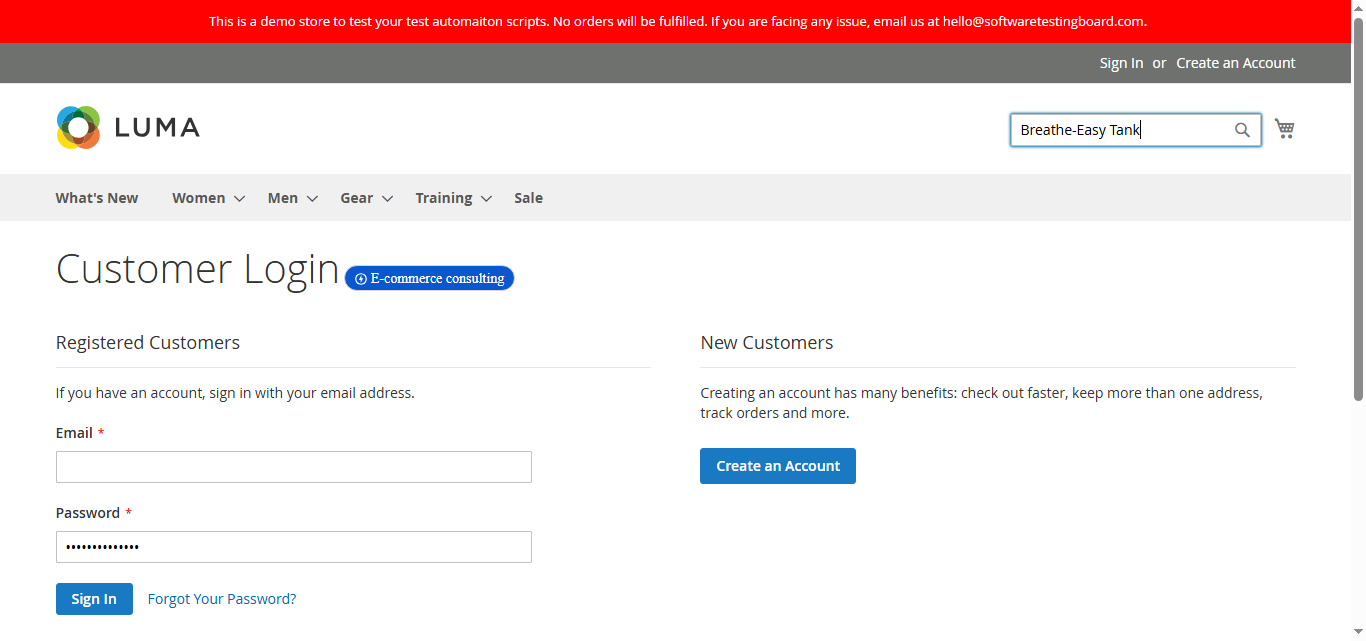 This is a demo store to test your test automaiton scripts. No orders will be fulfilled. If you are facing any issue, email us at hello@softwaretestingboard.com.
Sign In or Create an Account
LUMA
Breathe-Easy Tank
What's New Women Men Gear Training Sale
Customer Login
E-commerce consulting
Registered Customers
If you have an account, sign in with your email address.
Email *
Password *
••••••••••••••
Sign In Forgot Your Password?
New Customers
Creating an account has many benefits: check out faster, keep more than one address,
track orders and more.
Create an Account